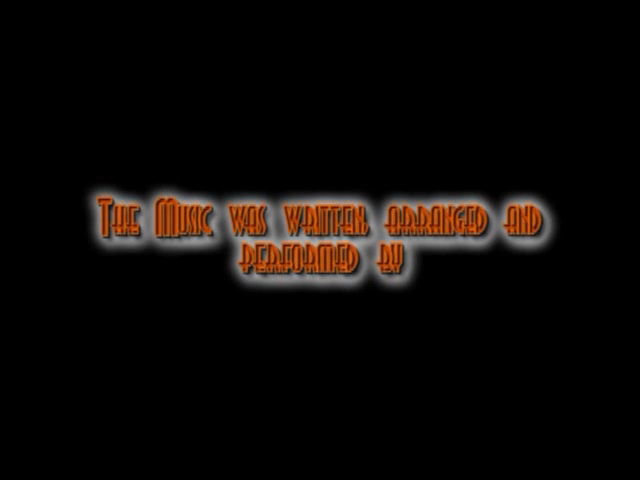 The Music was written, arranged and
performed by